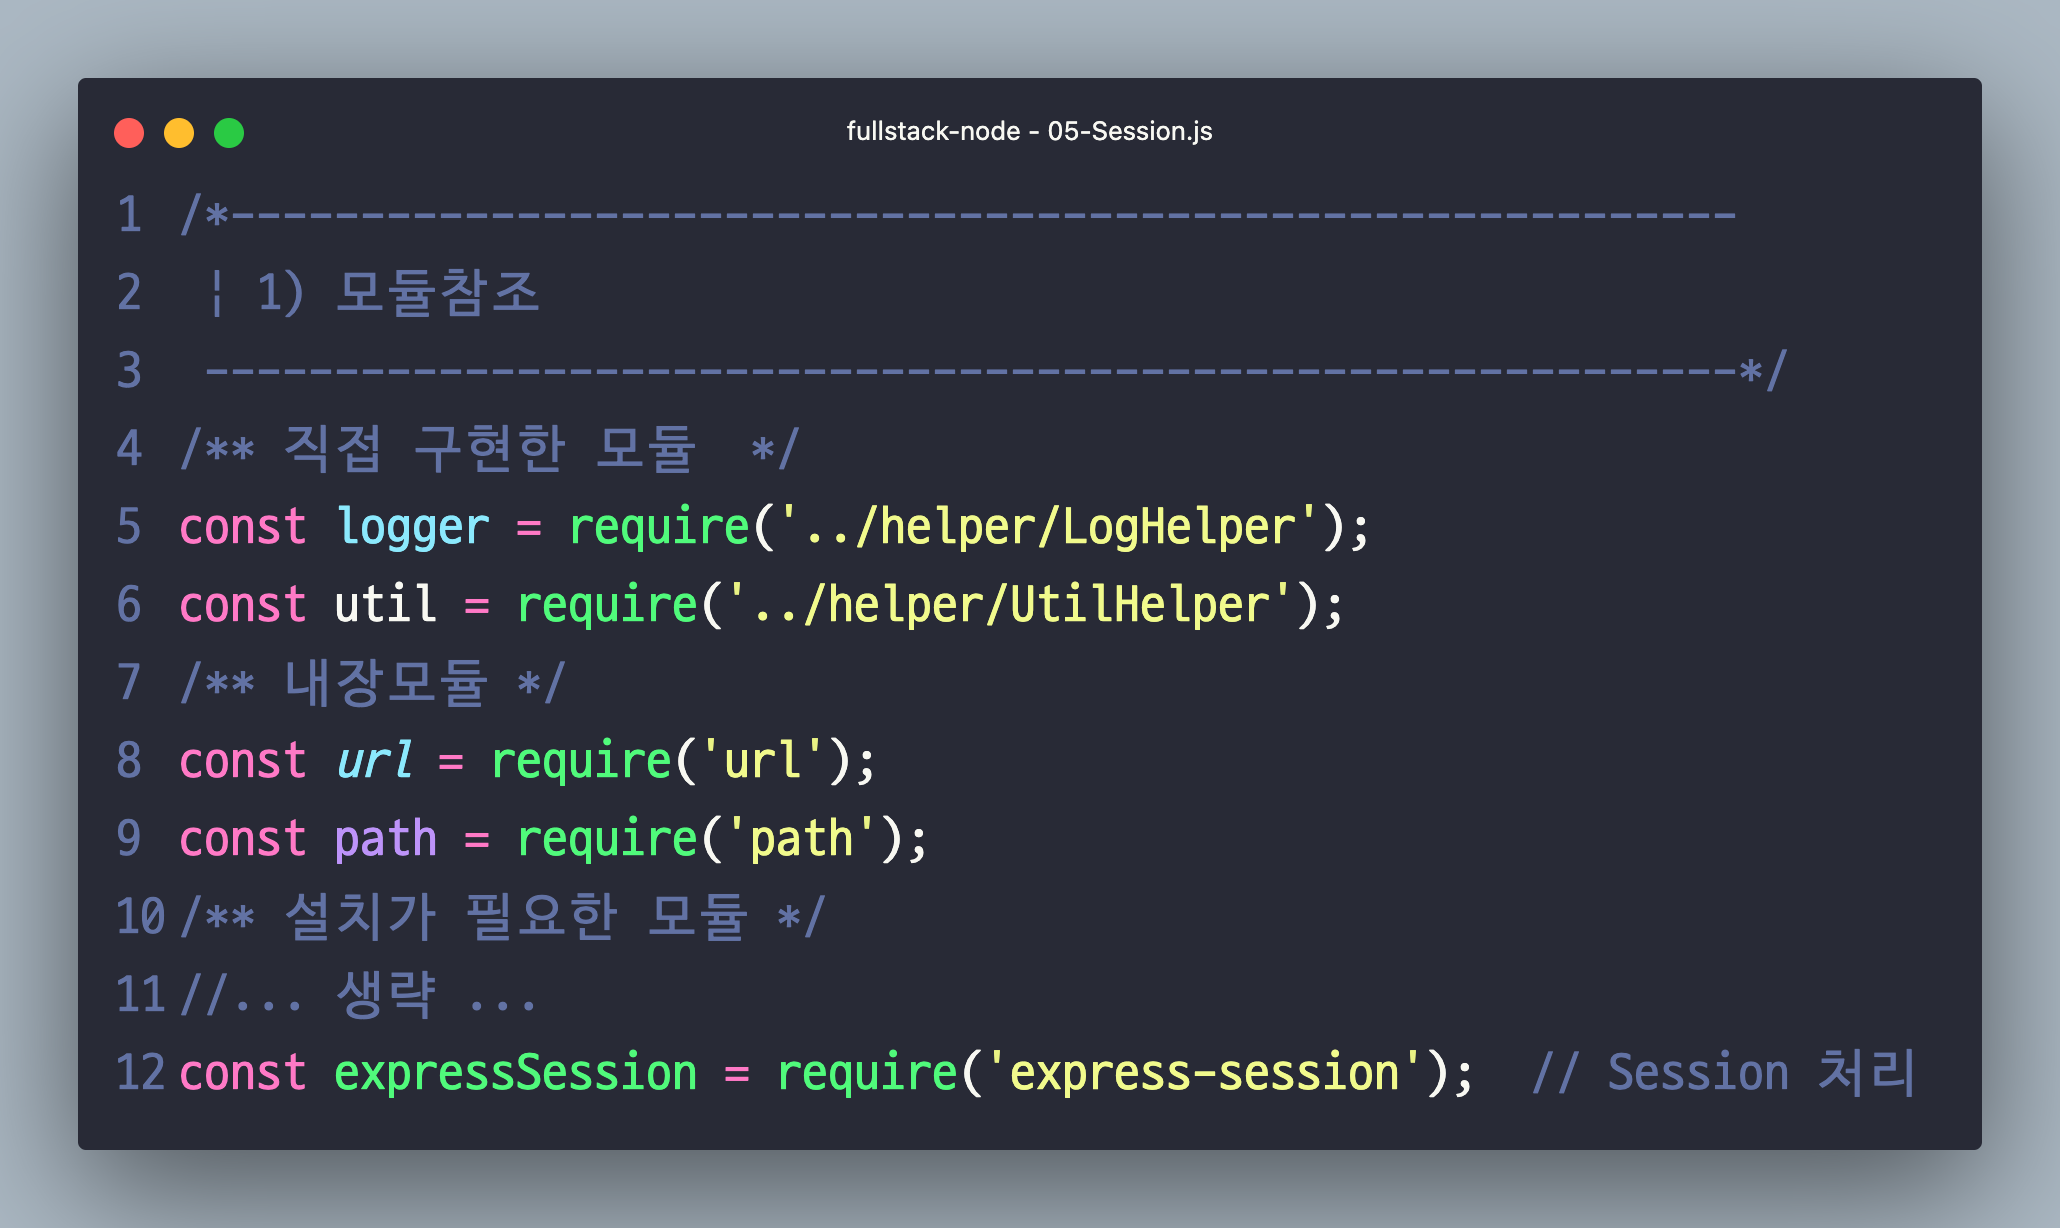 fullstack-node - 05-Session.js
1 /*----------------------------------------------------------
2  ¦ 1) 모듈참조
3  -----------------------------------------------------------*/
4 /** 직접 구현한 모듈  */
5 const logger = require('../helper/LogHelper');
6 const util = require('../helper/UtilHelper');
7 /** 내장모듈 */
8 const url = require('url');
9 const path = require('path');
10 /** 설치가 필요한 모듈 */
11 //... 생략 ...
12 const expressSession = require('express-session');  // Session 처리